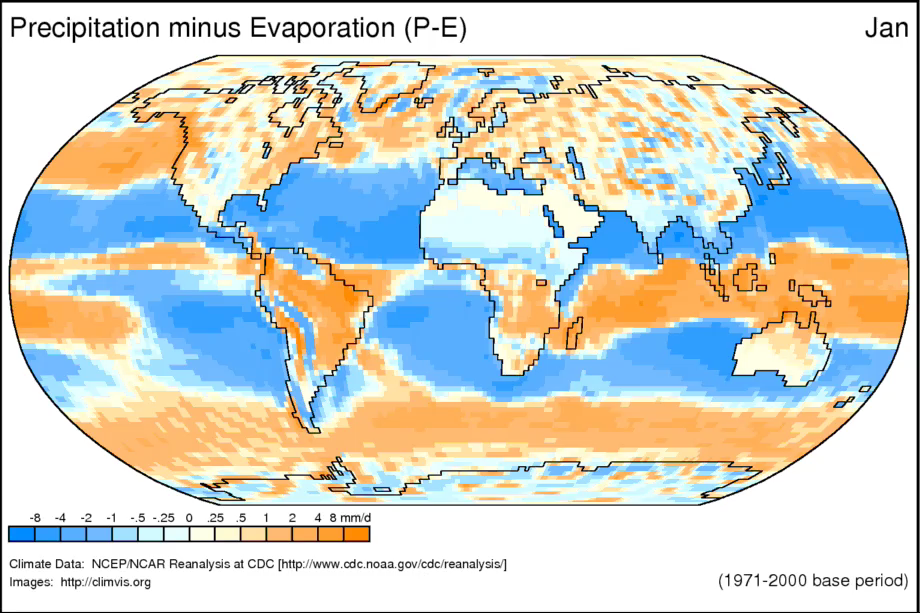 Precipitation minus Evaporation (P-E)
Jan
-8 -4 -2 -1 -.5 -.25 0 .25 .5 1 2 4 8 mm/d
Climate Data: NCEP/NCAR Reanalysis at CDC [http://www.cdc.noaa.gov/cdc/reanalysis/]
Images: http://climvis.org
(1971-2000 base period)